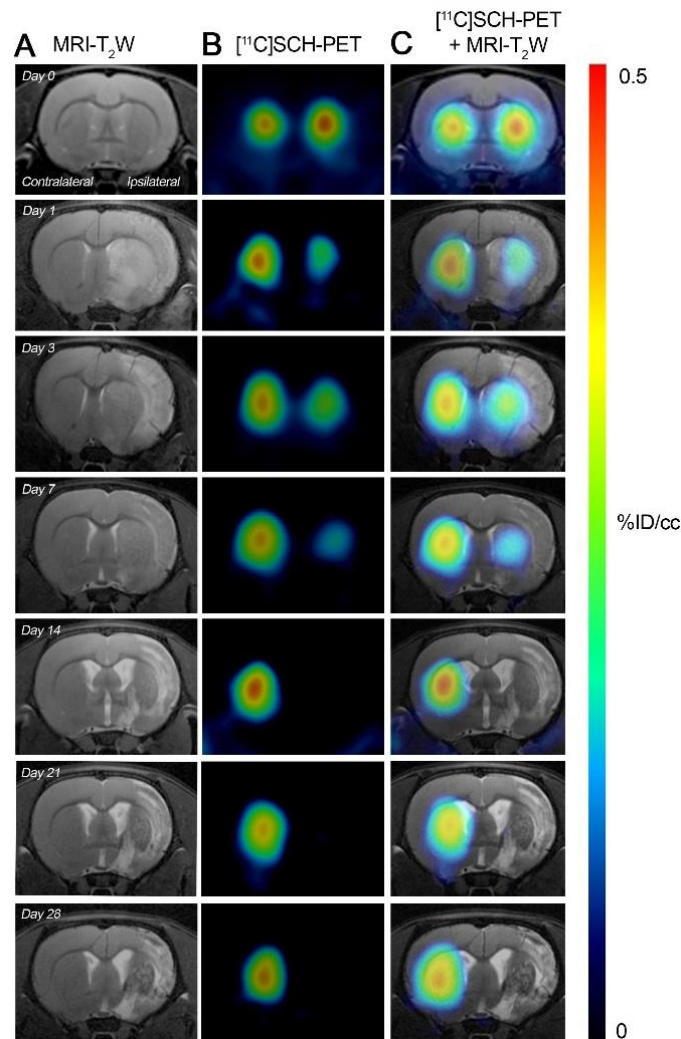 A MRI-T₂W
B [¹¹C]SCH-PET
C [¹¹C]SCH-PET
+ MRI-T₂W
Day 0
Contralateral Ipsilateral
Day 1
Day 3
Day 7
Day 14
Day 21
Day 28
0.5
%ID/cc
0